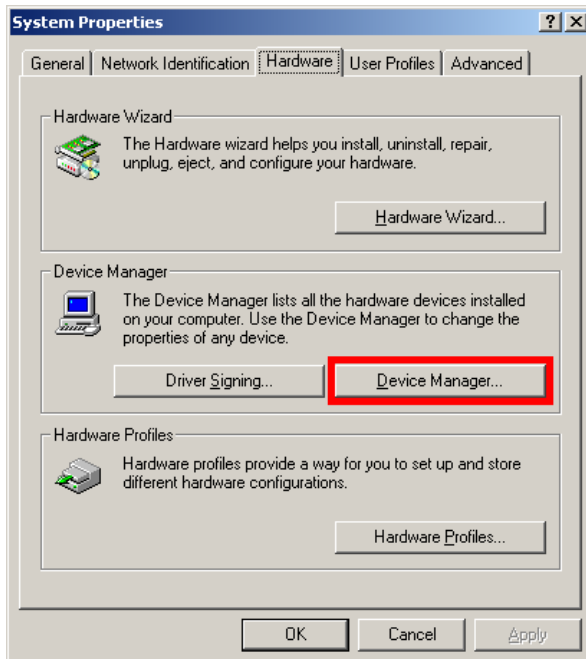 System Properties
General
Network Identification
Hardware
User Profiles
Advanced
Hardware Wizard
The Hardware wizard helps you install, uninstall, repair,
unplug, eject, and configure your hardware.
Hardware Wizard...
Device Manager
The Device Manager lists all the hardware devices installed
on your computer. Use the Device Manager to change the
properties of any device.
Driver Signing...
Device Manager...
Hardware Profiles
Hardware profiles provide a way for you to set up and store
different hardware configurations.
Hardware Profiles...
OK
Cancel
Apply